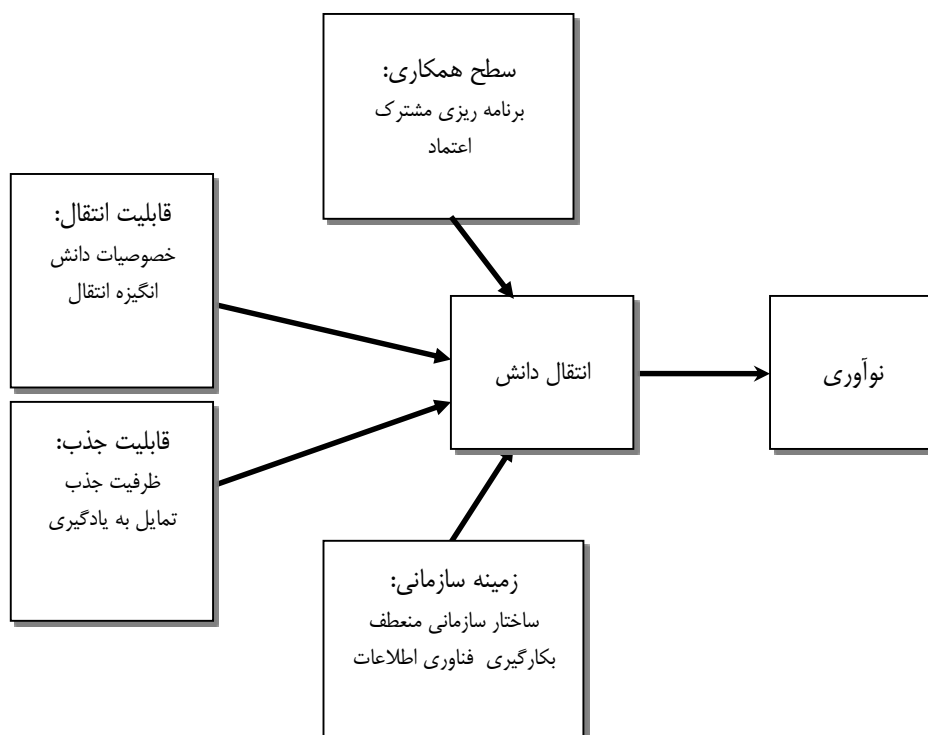 سطح همکاری:
برنامه ریزی مشترک
اعتماد
قابلیت انتقال:
خصوصیات دانش
انگیزه انتقال
انتقال دانش
نوآوری
قابلیت جذب:
ظرفیت جذب
تمایل به یادگیری
زمینه سازمانی:
ساختار سازمانی منعطف
بکارگیری فناوری اطلاعات